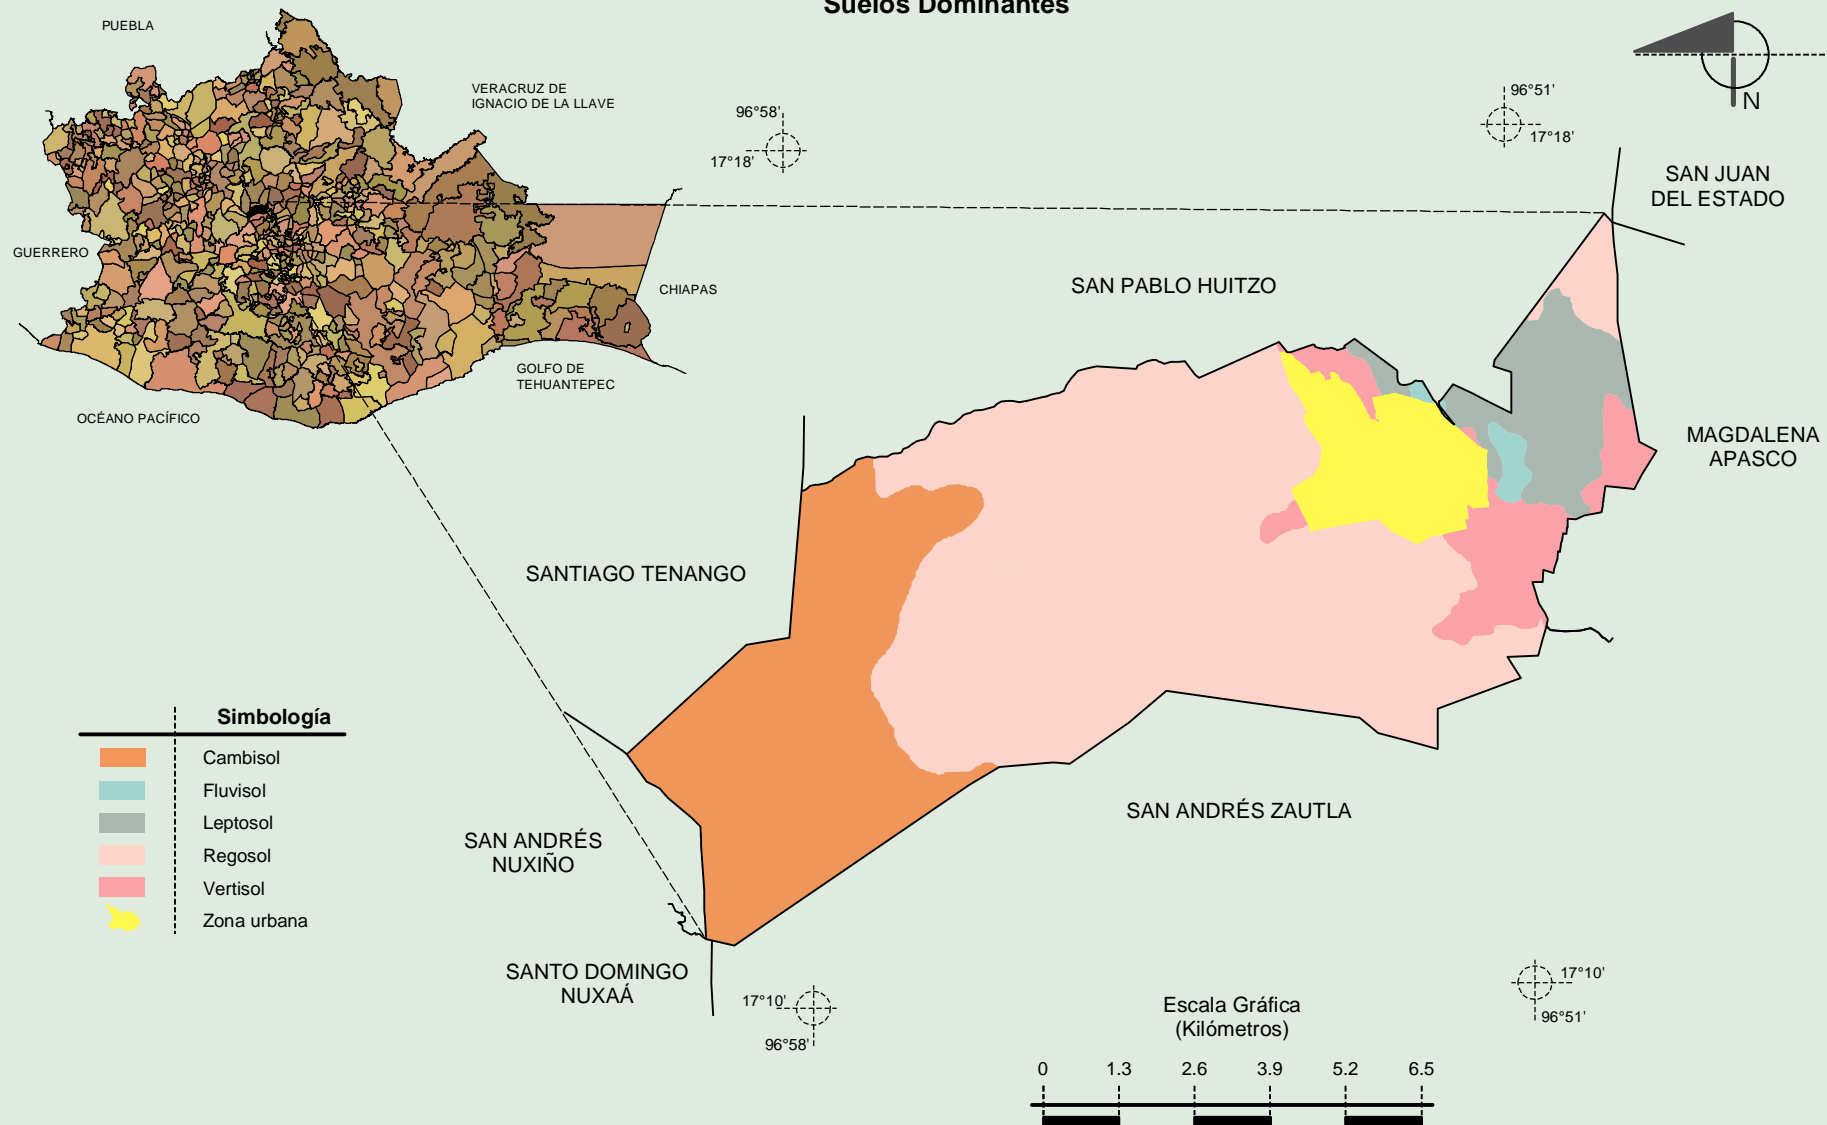 Suelos Dominantes
PUEBLA
VERACRUZ DE
IGNACIO DE LA LLAVE
GUERRERO
CHIAPAS
GOLFO DE
TEHUANTEPEC
OCÉANO PACÍFICO
96°58'
17°18'
96°51'
17°18'
N
SAN JUAN
DEL ESTADO
SAN PABLO HUITZO
MAGDALENA
APASCO
SANTIAGO TENANGO
SAN ANDRÉS ZAUTLA
SAN ANDRÉS
NUXIÑO
SANTO DOMINGO
NUXAÁ
Simbología
Cambisol
Fluvisol
Leptosol
Regosol
Vertisol
Zona urbana
17°10'
96°58'
17°10'
96°51'
Escala Gráfica
(Kilómetros)
0 1.3 2.6 3.9 5.2 6.5